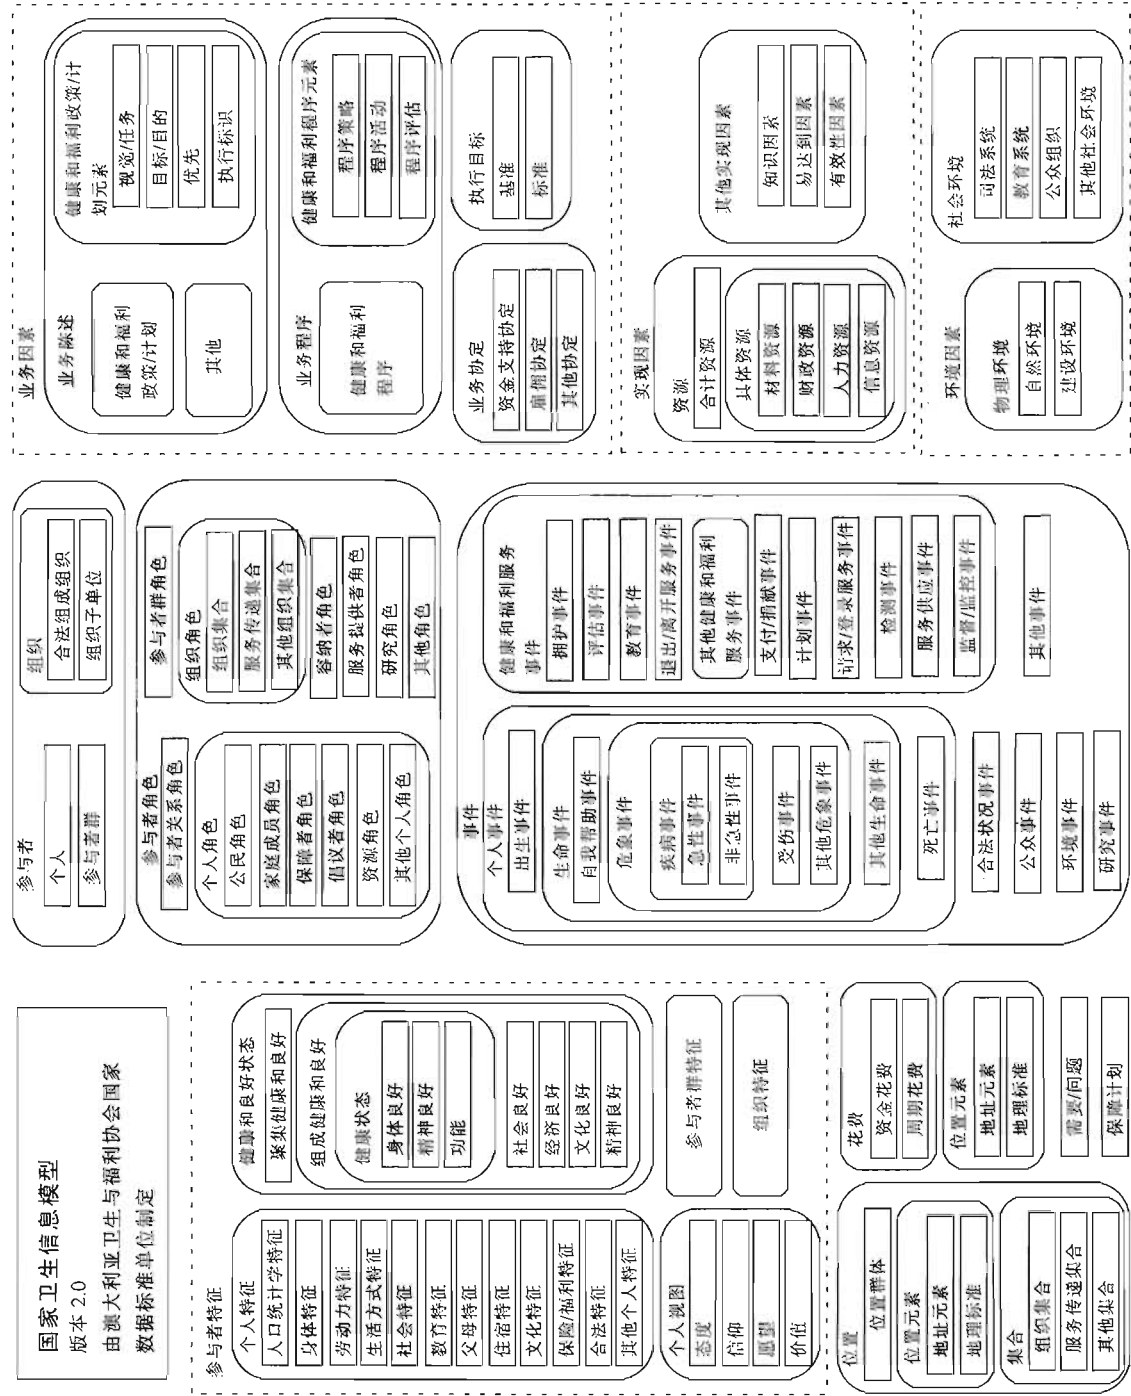 国家卫生信息模型
版本 2.0
由澳大利亚卫生与福利协会国家
数据标准单位制定
参与者特征
个人特征
人口统计学特征
身体特征
劳动力特征
生活方式特征
社会特征
教育特征
父母特征
住宿特征
文化特征
保险/福利特征
合法特征
其他个人特征
个人视图
态度
信仰
愿望
价值
健康和良好状态
聚集健康和良好
组成健康和良好
健康状态
身体良好
精神良好
功能
社会良好
经济良好
文化良好
精神良好
参与者群特征
组织特征
位置
位置群体
位置元素
地址元素
地理标准
集合
组织集合
服务传递集合
其他集合
花费
资金花费
周期花费
位置元素
地址元素
地理标准
需要/问题
保障计划
参与者
个人
参与者群
组织
合法组成组织
组织子单位
参与者角色
参与者关系角色
个人角色
公民角色
家庭成员角色
保障者角色
倡议者角色
资源角色
其他个人角色
参与者群角色
组织角色
组织集合
服务传递集合
其他组织集合
容纳者角色
服务提供者角色
研究角色
其他角色
事件
个人事件
出生事件
生命事件
自我帮助事件
危象事件
疾病事件
急性事件
非急性事件
受伤事件
其他危象事件
其他生命事件
死亡事件
合法状况事件
公众事件
环境事件
研究事件
健康和福利服务
事件
拥护事件
评估事件
教育事件
退出/离开服务事件
其他健康和福利
服务事件
支付/捐献事件
计划事件
请求/登录服务事件
检测事件
服务供应事件
监督监控事件
其他事件
业务因素
业务陈述
健康和福利
政策/计划
其他
健康和福利政策/计
划元素
视觉/任务
目标/目的
优先
执行标识
业务程序
健康和福利
程序
健康和福利程序元素
程序策略
程序活动
程序评估
业务协定
资金支持协定
雇佣协定
其他协定
执行目标
基准
标准
实现因素
资源
合计资源
具体资源
材料资源
财政资源
人力资源
信息资源
其他实现因素
知识因素
易达到因素
有效性因素
环境因素
物理环境
自然环境
建设环境
社会环境
司法系统
教育系统
公众组织
其他社会环境